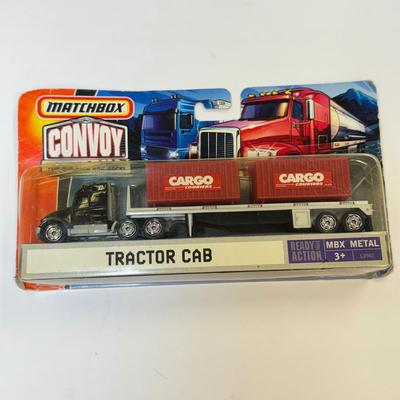 MATCHBOX
CONVOY
CARGO
COURIERS
CARGO
COURIERS
TRACTOR CAB
READY FOR
ACTION
MBX METAL
3+